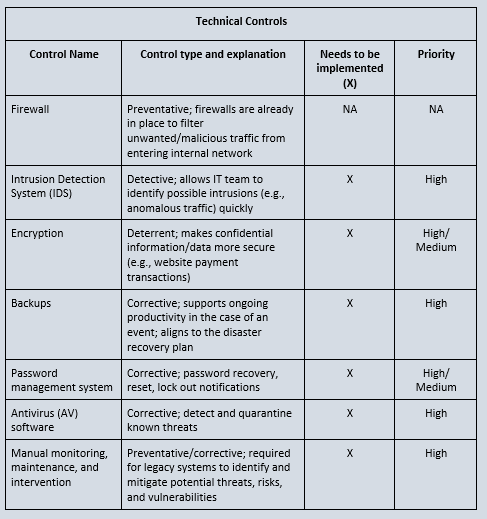 Technical Controls
Control Name
Control type and explanation
Needs to be
implemented
(X)
Priority
Firewall
Preventative; firewalls are already
in place to filter
unwanted/malicious traffic from
entering internal network
NA
NA
Intrusion Detection
System (IDS)
Detective; allows IT team to
identify possible intrusions (e.g.,
anomalous traffic) quickly
X
High
Encryption
Deterrent; makes confidential
information/data more secure
(e.g., website payment
transactions)
X
High/
Medium
Backups
Corrective; supports ongoing
productivity in the case of an
event; aligns to the disaster
recovery plan
X
High
Password
management system
Corrective; password recovery,
reset, lock out notifications
X
High/
Medium
Antivirus (AV)
software
Corrective; detect and quarantine
known threats
X
High
Manual monitoring,
maintenance, and
intervention
Preventative/corrective; required
for legacy systems to identify and
mitigate potential threats, risks,
and vulnerabilities
X
High